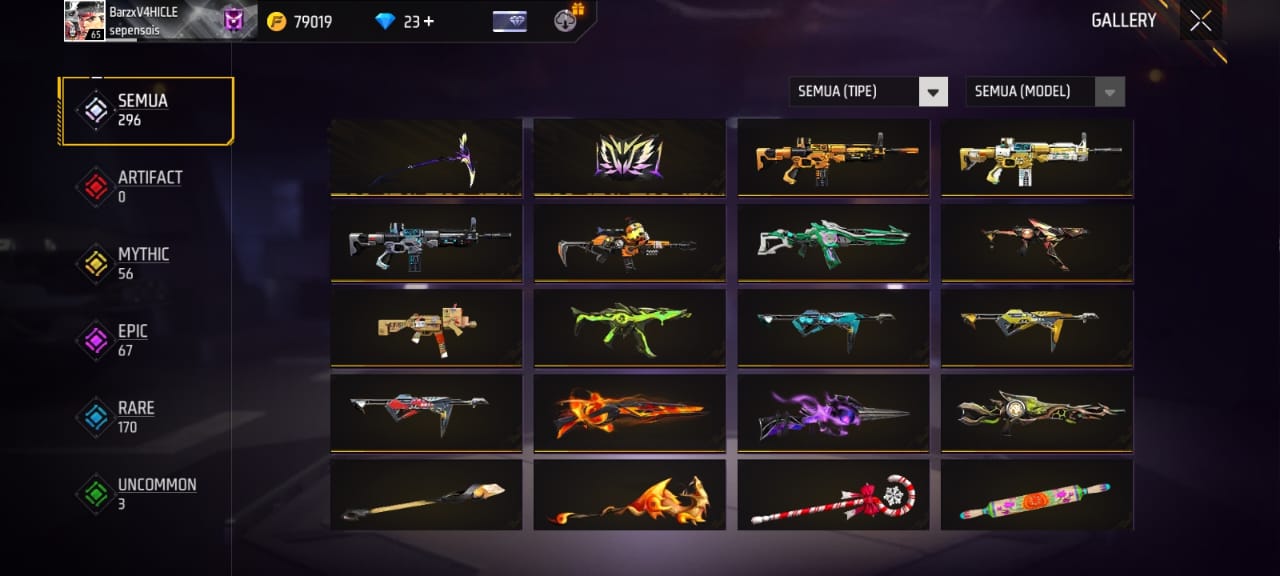 BarzxV4HICLE
sepensois
65
79019
23+
GALLERY
SEMUA
296
SEMUA (TIPE)
SEMUA (MODEL)
ARTIFACT
0
MYTHIC
56
EPIC
67
RARE
170
UNCOMMON
3